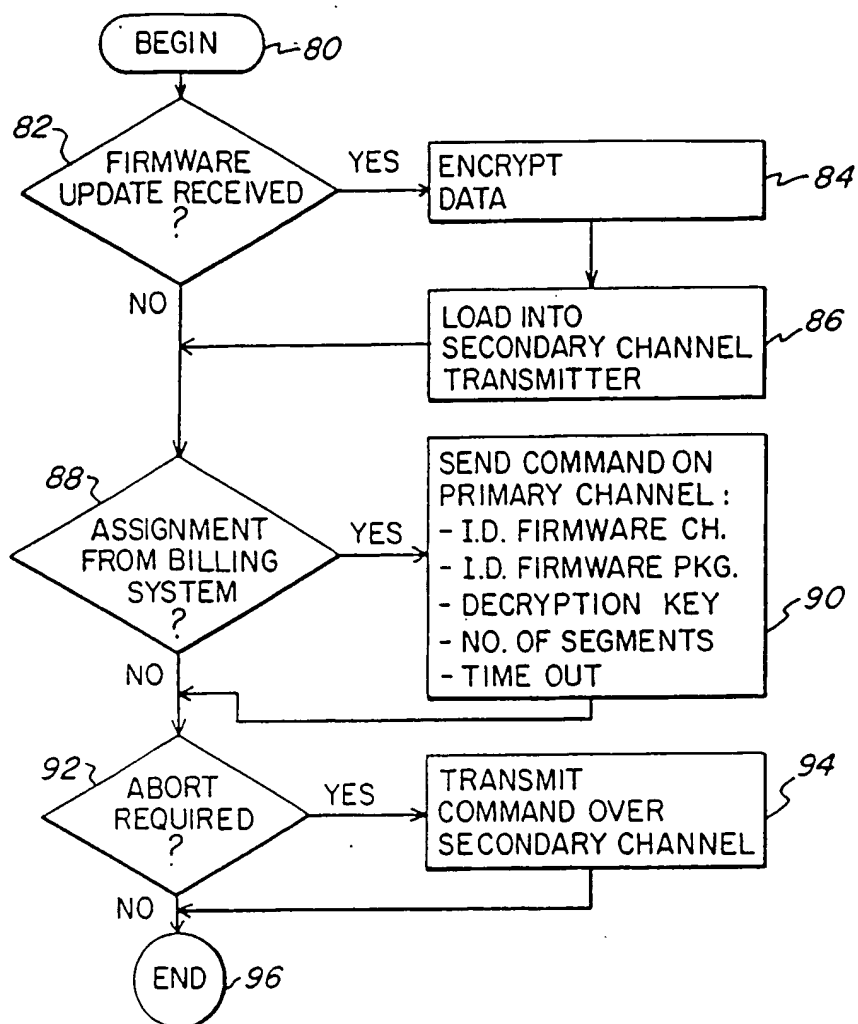 BEGIN
80
82
FIRMWARE
UPDATE RECEIVED
?
YES
ENCRYPT
DATA
84
NO
LOAD INTO
SECONDARY CHANNEL
TRANSMITTER
86
88
ASSIGNMENT
FROM BILLING
SYSTEM
?
YES
SEND COMMAND ON
PRIMARY CHANNEL :
- I.D. FIRMWARE CH.
- I.D. FIRMWARE PKG.
- DECRYPTION KEY
- NO. OF SEGMENTS
- TIME OUT
90
NO
92
ABORT
REQUIRED
?
YES
TRANSMIT
COMMAND OVER
SECONDARY CHANNEL
94
NO
END
96